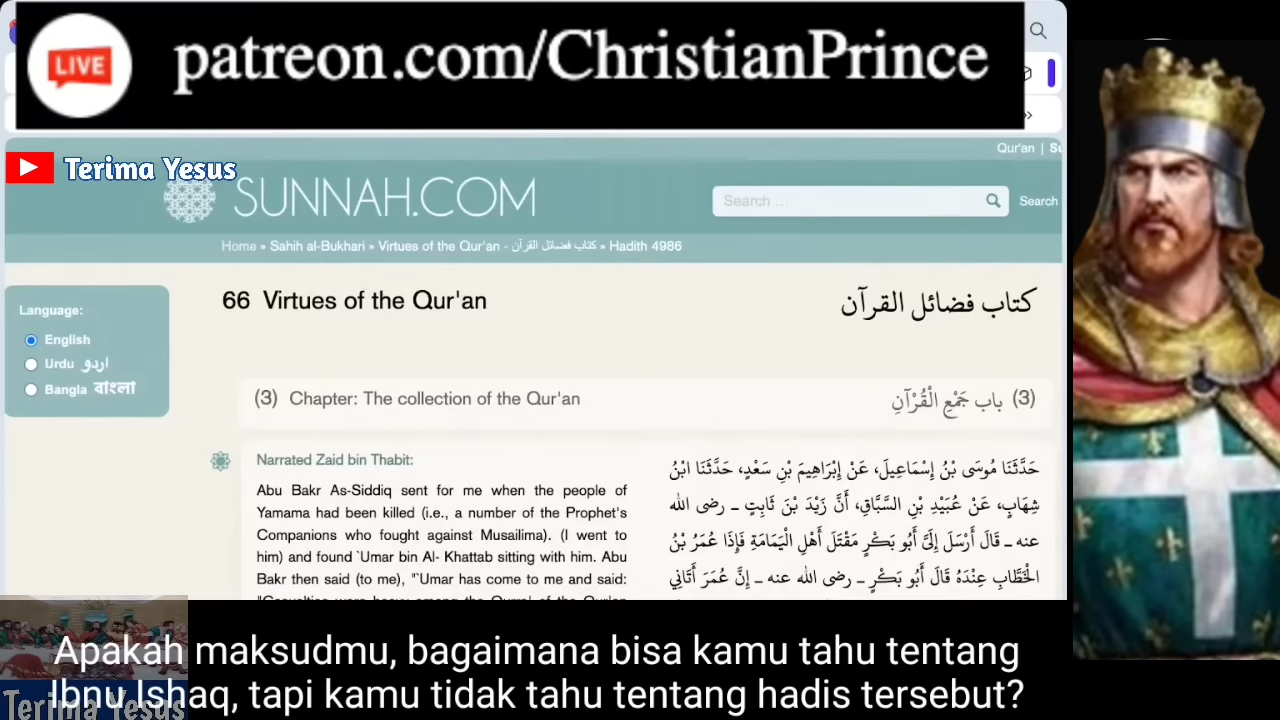 LIVE
patreon.com/ChristianPrince
Qur'an |
Terima Yesus
SUNNAH.COM
Search ...
Search
Home » Sahih al-Bukhari » Virtues of the Qur'an - كتاب فضائل القرآن » Hadith 4986
Language:
English
Urdu اردو
Bangla বাংলা
66 Virtues of the Qur'an
كتاب فضائل القرآن
(3) Chapter: The collection of the Qur'an
(3) باب جَمْعِ الْقُرْآنِ
Narrated Zaid bin Thabit:
Abu Bakr As-Siddiq sent for me when the people of
Yamama had been killed (i.e., a number of the Prophet's
Companions who fought against Musailima). (I went to
him) and found `Umar bin Al- Khattab sitting with him. Abu
Bakr then said (to me), "`Umar has come to me and said:
حَدَّثَنَا مُوسَى بْنُ إِسْمَاعِيلَ، عَنْ إِبْرَاهِيمَ بْنِ سَعْدٍ، حَدَّثَنَا ابْنُ
شِهَابٍ، عَنْ عُبَيْدِ بْنِ السَّبَّاقِ، أَنَّ زَيْدَ بْنَ ثَابِتٍ ـ رضى الله
عنه ـ قَالَ أَرْسَلَ إِلَىَّ أَبُو بَكْرٍ مَقْتَلَ أَهْلِ الْيَمَامَةِ فَإِذَا عُمَرُ بْنُ
الْخَطَّابِ عِنْدَهُ قَالَ أَبُو بَكْرٍ ـ رضى الله عنه ـ إِنَّ عُمَرَ أَتَانِي
Apakah maksudmu, bagaimana bisa kamu tahu tentang
Ibnu Ishaq, tapi kamu tidak tahu tentang hadis tersebut?
Terima Yesus